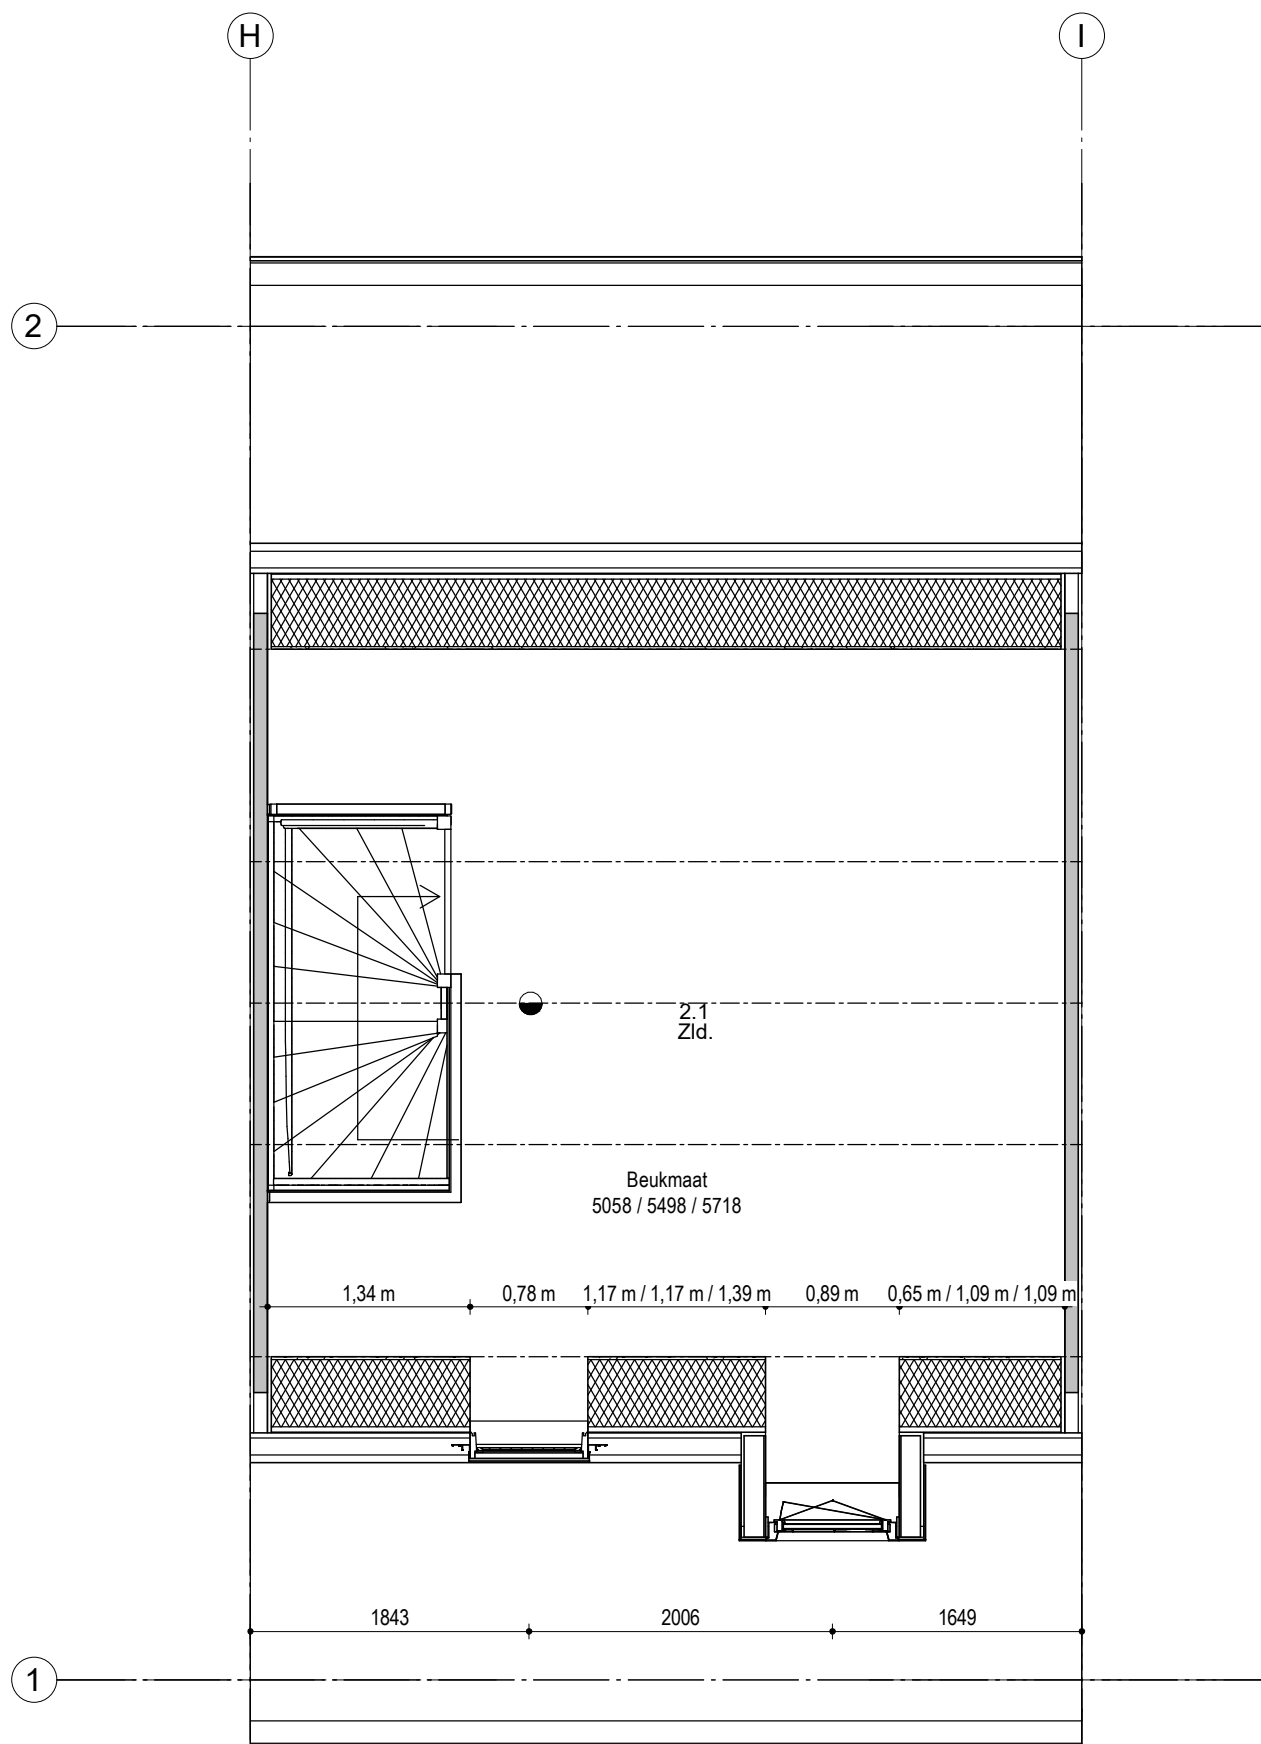 H
I
2
2.1
Zld.
Beukmaat
5058 / 5498 / 5718
1,34 m
0,78 m
1,17 m / 1,17 m / 1,39 m
0,89 m
0,65 m / 1,09 m / 1,09 m
1843
2006
1649
1